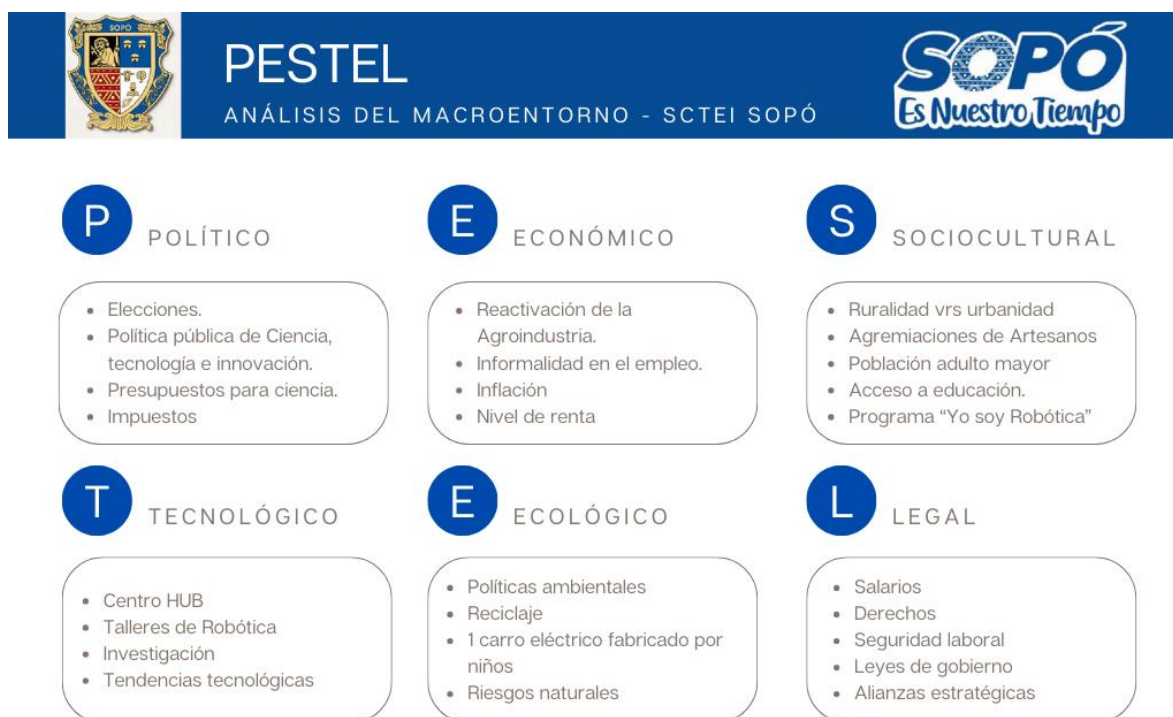 SOPÓ
PESTEL
ANÁLISIS DEL MACROENTORNO - SCTEI SOPÓ
SOPÓ
Es Nuestro Tiempo
P
POLÍTICO
• Elecciones.
• Política pública de Ciencia,
tecnología e innovación.
• Presupuestos para ciencia.
• Impuestos
E
ECONÓMICO
• Reactivación de la
Agroindustria.
• Informalidad en el empleo.
• Inflación
• Nivel de renta
S
SOCIOCULTURAL
• Ruralidad vrs urbanidad
• Agremiaciones de Artesanos
• Población adulto mayor
• Acceso a educación.
• Programa “Yo soy Robótica”
T
TECNOLÓGICO
• Centro HUB
• Talleres de Robótica
• Investigación
• Tendencias tecnológicas
E
ECOLÓGICO
• Políticas ambientales
• Reciclaje
• 1 carro eléctrico fabricado por
niños
• Riesgos naturales
L
LEGAL
• Salarios
• Derechos
• Seguridad laboral
• Leyes de gobierno
• Alianzas estratégicas